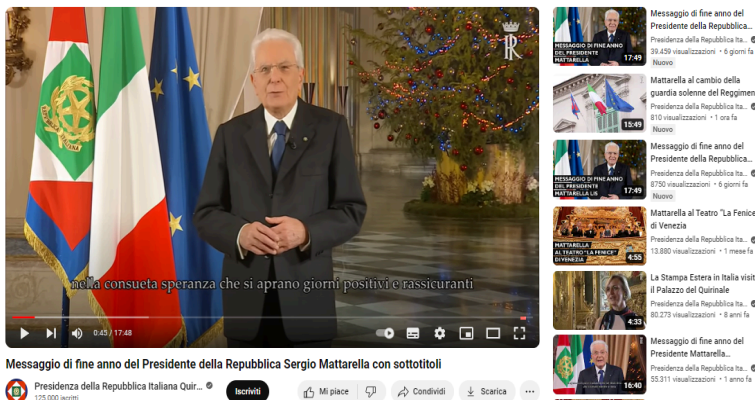 nella consueta speranza che si aprano giorni positivi e rassicuranti
0:45 / 17:48
Messaggio di fine anno del Presidente della Repubblica Sergio Mattarella con sottotitoli
Presidenza della Repubblica Italiana Quir...
125.000 iscritti
Iscriviti
Mi piace
Condividi
Scarica
MESSAGGIO DI FINE ANNO
DEL PRESIDENTE
MATTARELLA
17:49
Messaggio di fine anno del
Presidente della Repubblica...
Presidenza della Repubblica Ita...
39.459 visualizzazioni • 6 giorni fa
Nuovo
15:49
Mattarella al cambio della
guardia solenne del Reggimen
Presidenza della Repubblica Ita...
810 visualizzazioni • 1 ora fa
Nuovo
MESSAGGIO DI FINE ANNO
DEL PRESIDENTE
MATTARELLA LIS
17:49
Messaggio di fine anno del
Presidente della Repubblica...
Presidenza della Repubblica Ita...
8750 visualizzazioni • 6 giorni fa
Nuovo
MATTARELLA
AL TEATRO "LA FENICE"
DI VENEZIA
4:55
Mattarella al Teatro "La Fenice
di Venezia
Presidenza della Repubblica Ita...
13.880 visualizzazioni • 1 mese fa
4:33
La Stampa Estera in Italia visit
il Palazzo del Quirinale
Presidenza della Repubblica Ita...
80.273 visualizzazioni • 8 anni fa
16:40
Messaggio di fine anno del
Presidente Mattarella...
Presidenza della Repubblica Ita...
55.311 visualizzazioni • 1 anno fa